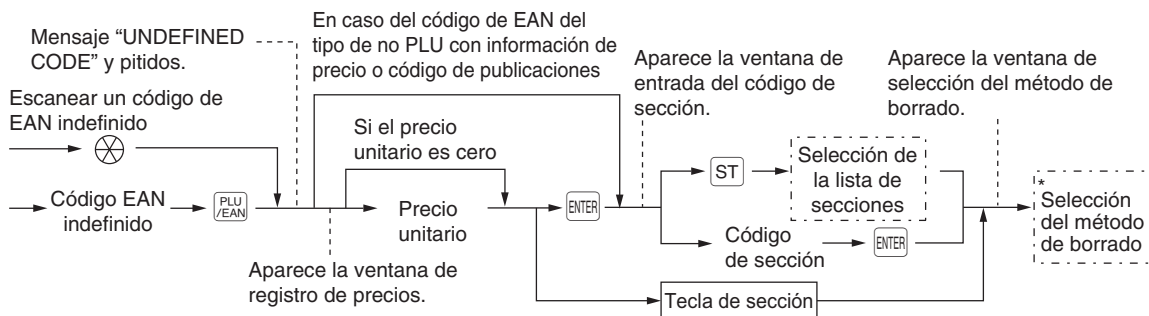 Mensaje “UNDEFINED
CODE” y pitidos.
En caso del código de EAN del
tipo de no PLU con información de
precio o código de publicaciones
Aparece la ventana de
entrada del código de
sección.
Aparece la ventana de
selección del método de
borrado.
Escanear un código de
EAN indefinido
Si el precio
unitario es cero
ST
Selección de
la lista de
secciones
Código EAN
indefinido
PLU
/EAN
Precio
unitario
ENTER
Código
de sección
ENTER
*
Selección
del método
de borrado
Aparece la ventana de
registro de precios.
Tecla de sección